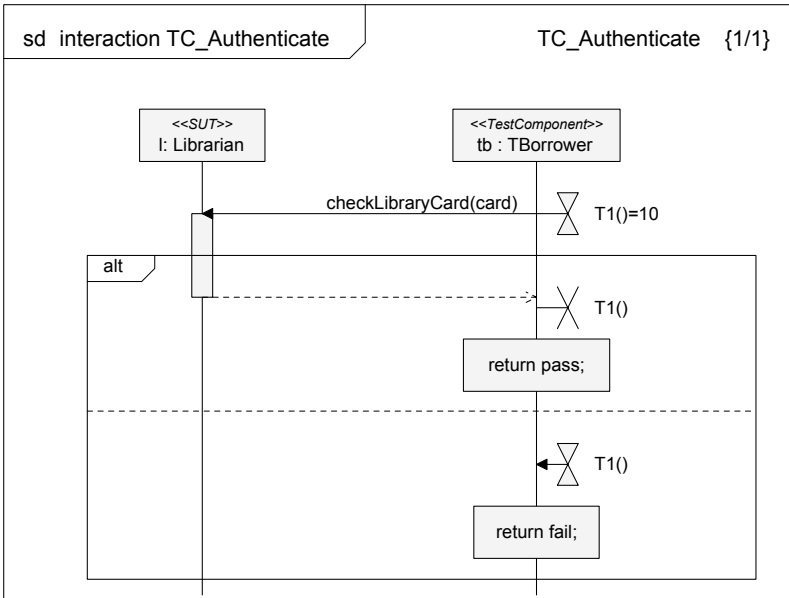 sd interaction TC_Authenticate
TC_Authenticate {1/1}
<<SUT>>
l: Librarian
<<TestComponent>>
tb : TBorrower
checkLibraryCard(card)
T1()=10
alt
T1()
return pass;
T1()
return fail;